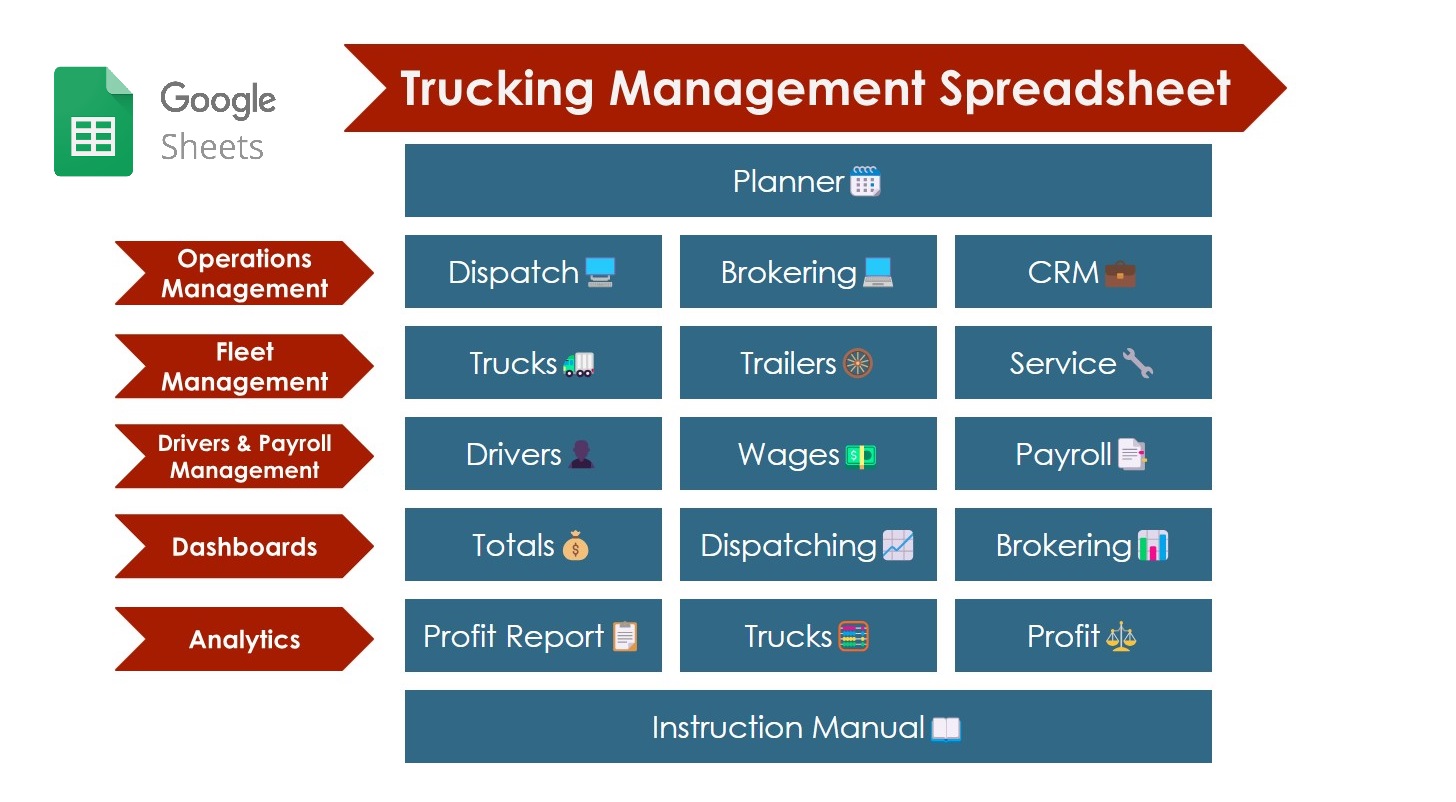 Google
Sheets
Trucking Management Spreadsheet
Planner
Operations
Management
Dispatch
Brokering
CRM
Fleet
Management
Trucks
Trailers
Service
Drivers & Payroll
Management
Drivers
Wages
Payroll
Dashboards
Totals
Dispatching
Brokering
Analytics
Profit Report
Trucks
Profit
Instruction Manual